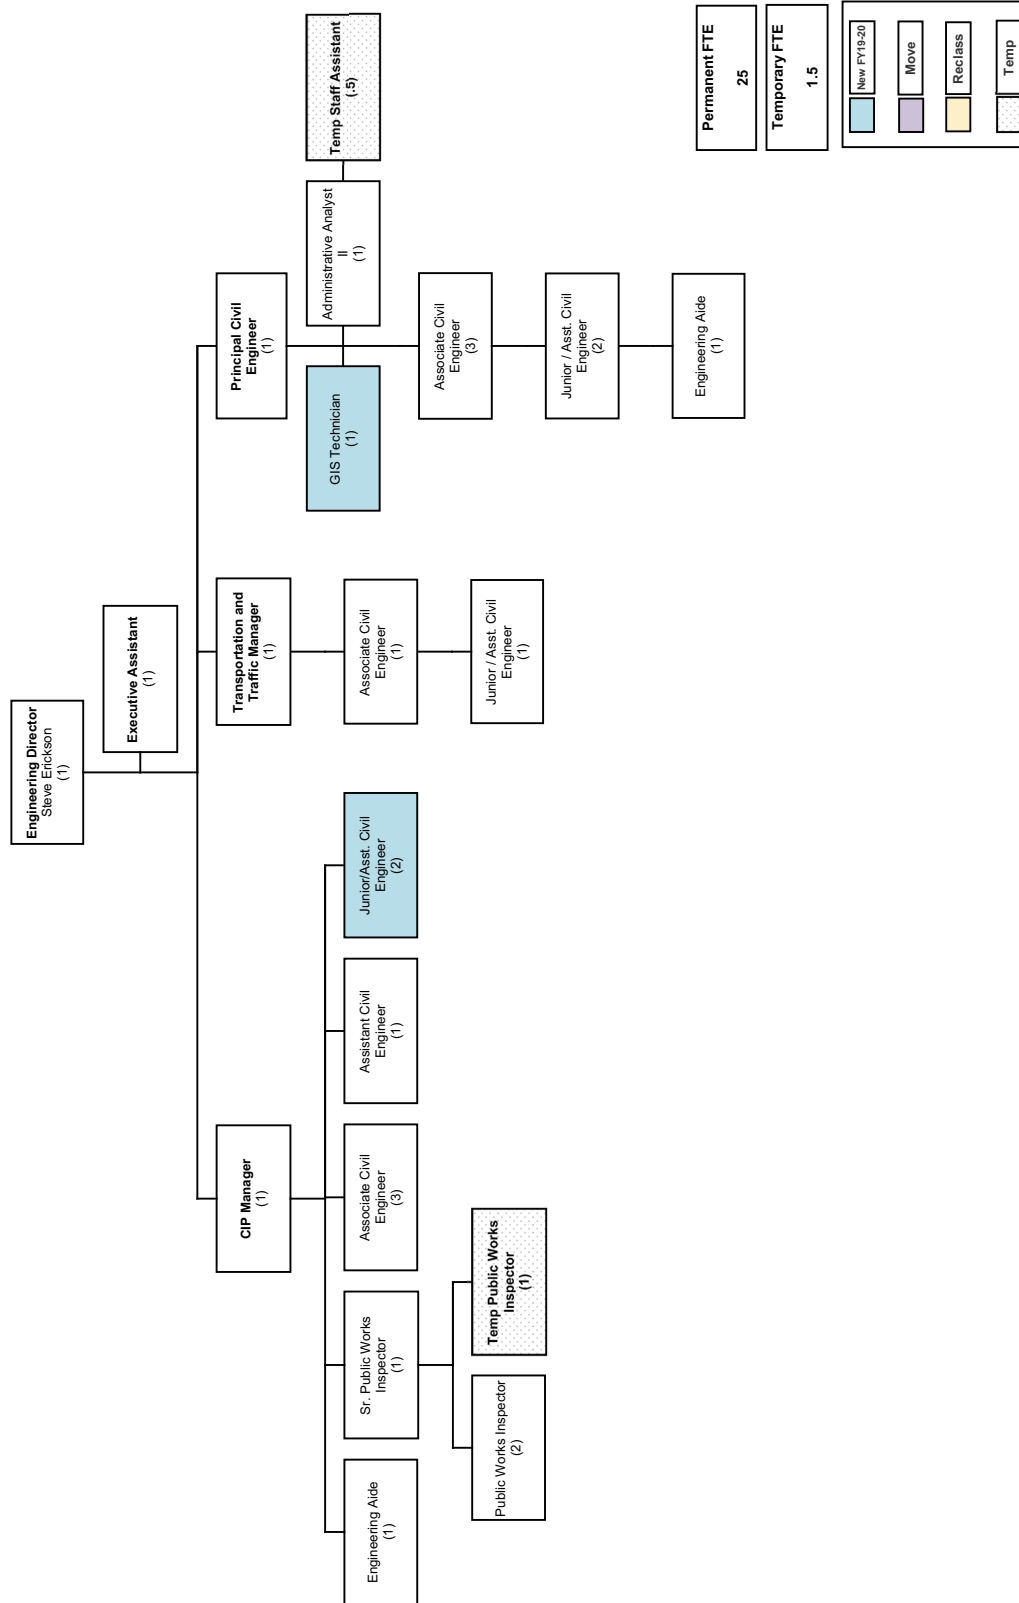 Engineering Director
Steve Erickson
(1)
Executive Assistant
(1)
CIP Manager
(1)
Transportation and
Traffic Manager
(1)
Principal Civil
Engineer
(1)
Engineering Aide
(1)
Sr. Public Works
Inspector
(1)
Associate Civil
Engineer
(3)
Assistant Civil
Engineer
(1)
Junior/Asst. Civil
Engineer
(2)
Public Works Inspector
(2)
Temp Public Works
Inspector
(1)
Associate Civil
Engineer
(1)
Junior / Asst. Civil
Engineer
(1)
GIS Technician
(1)
Administrative Analyst
II
(1)
Temp Staff Assistant
(.5)
Associate Civil
Engineer
(3)
Junior / Asst. Civil
Engineer
(2)
Engineering Aide
(1)
Permanent FTE
25
Temporary FTE
1.5
New FY19-20
Move
Reclass
Temp